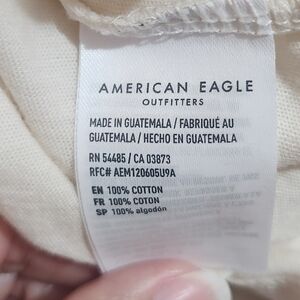 AMERICAN EAGLE
OUTFITTERS
MADE IN GUATEMALA / FABRIQUÉ AU
GUATEMALA / HECHO EN GUATEMALA
RN 54485 / CA 03873
RFC# AEM120605U9A
EN 100% COTTON
FR 100% COTON
SP 100% algodón